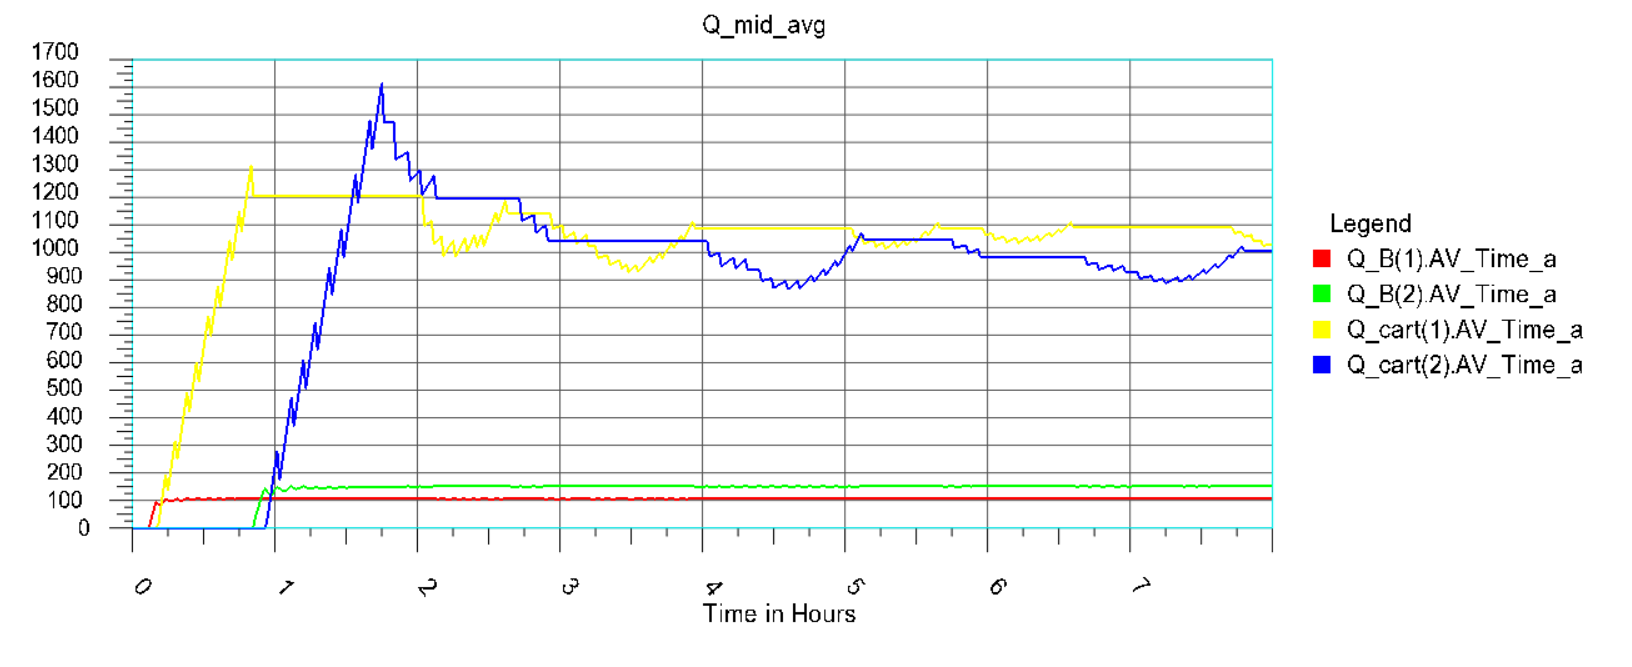 Q_mid_avg
1700
1600
1500
1400
1300
1200
1100
1000
900
800
700
600
500
400
300
200
100
0
0 1 2 3 4 5 6 7
Time in Hours
Legend
Q_B(1).AV_Time_a
Q_B(2).AV_Time_a
Q_cart(1).AV_Time_a
Q_cart(2).AV_Time_a